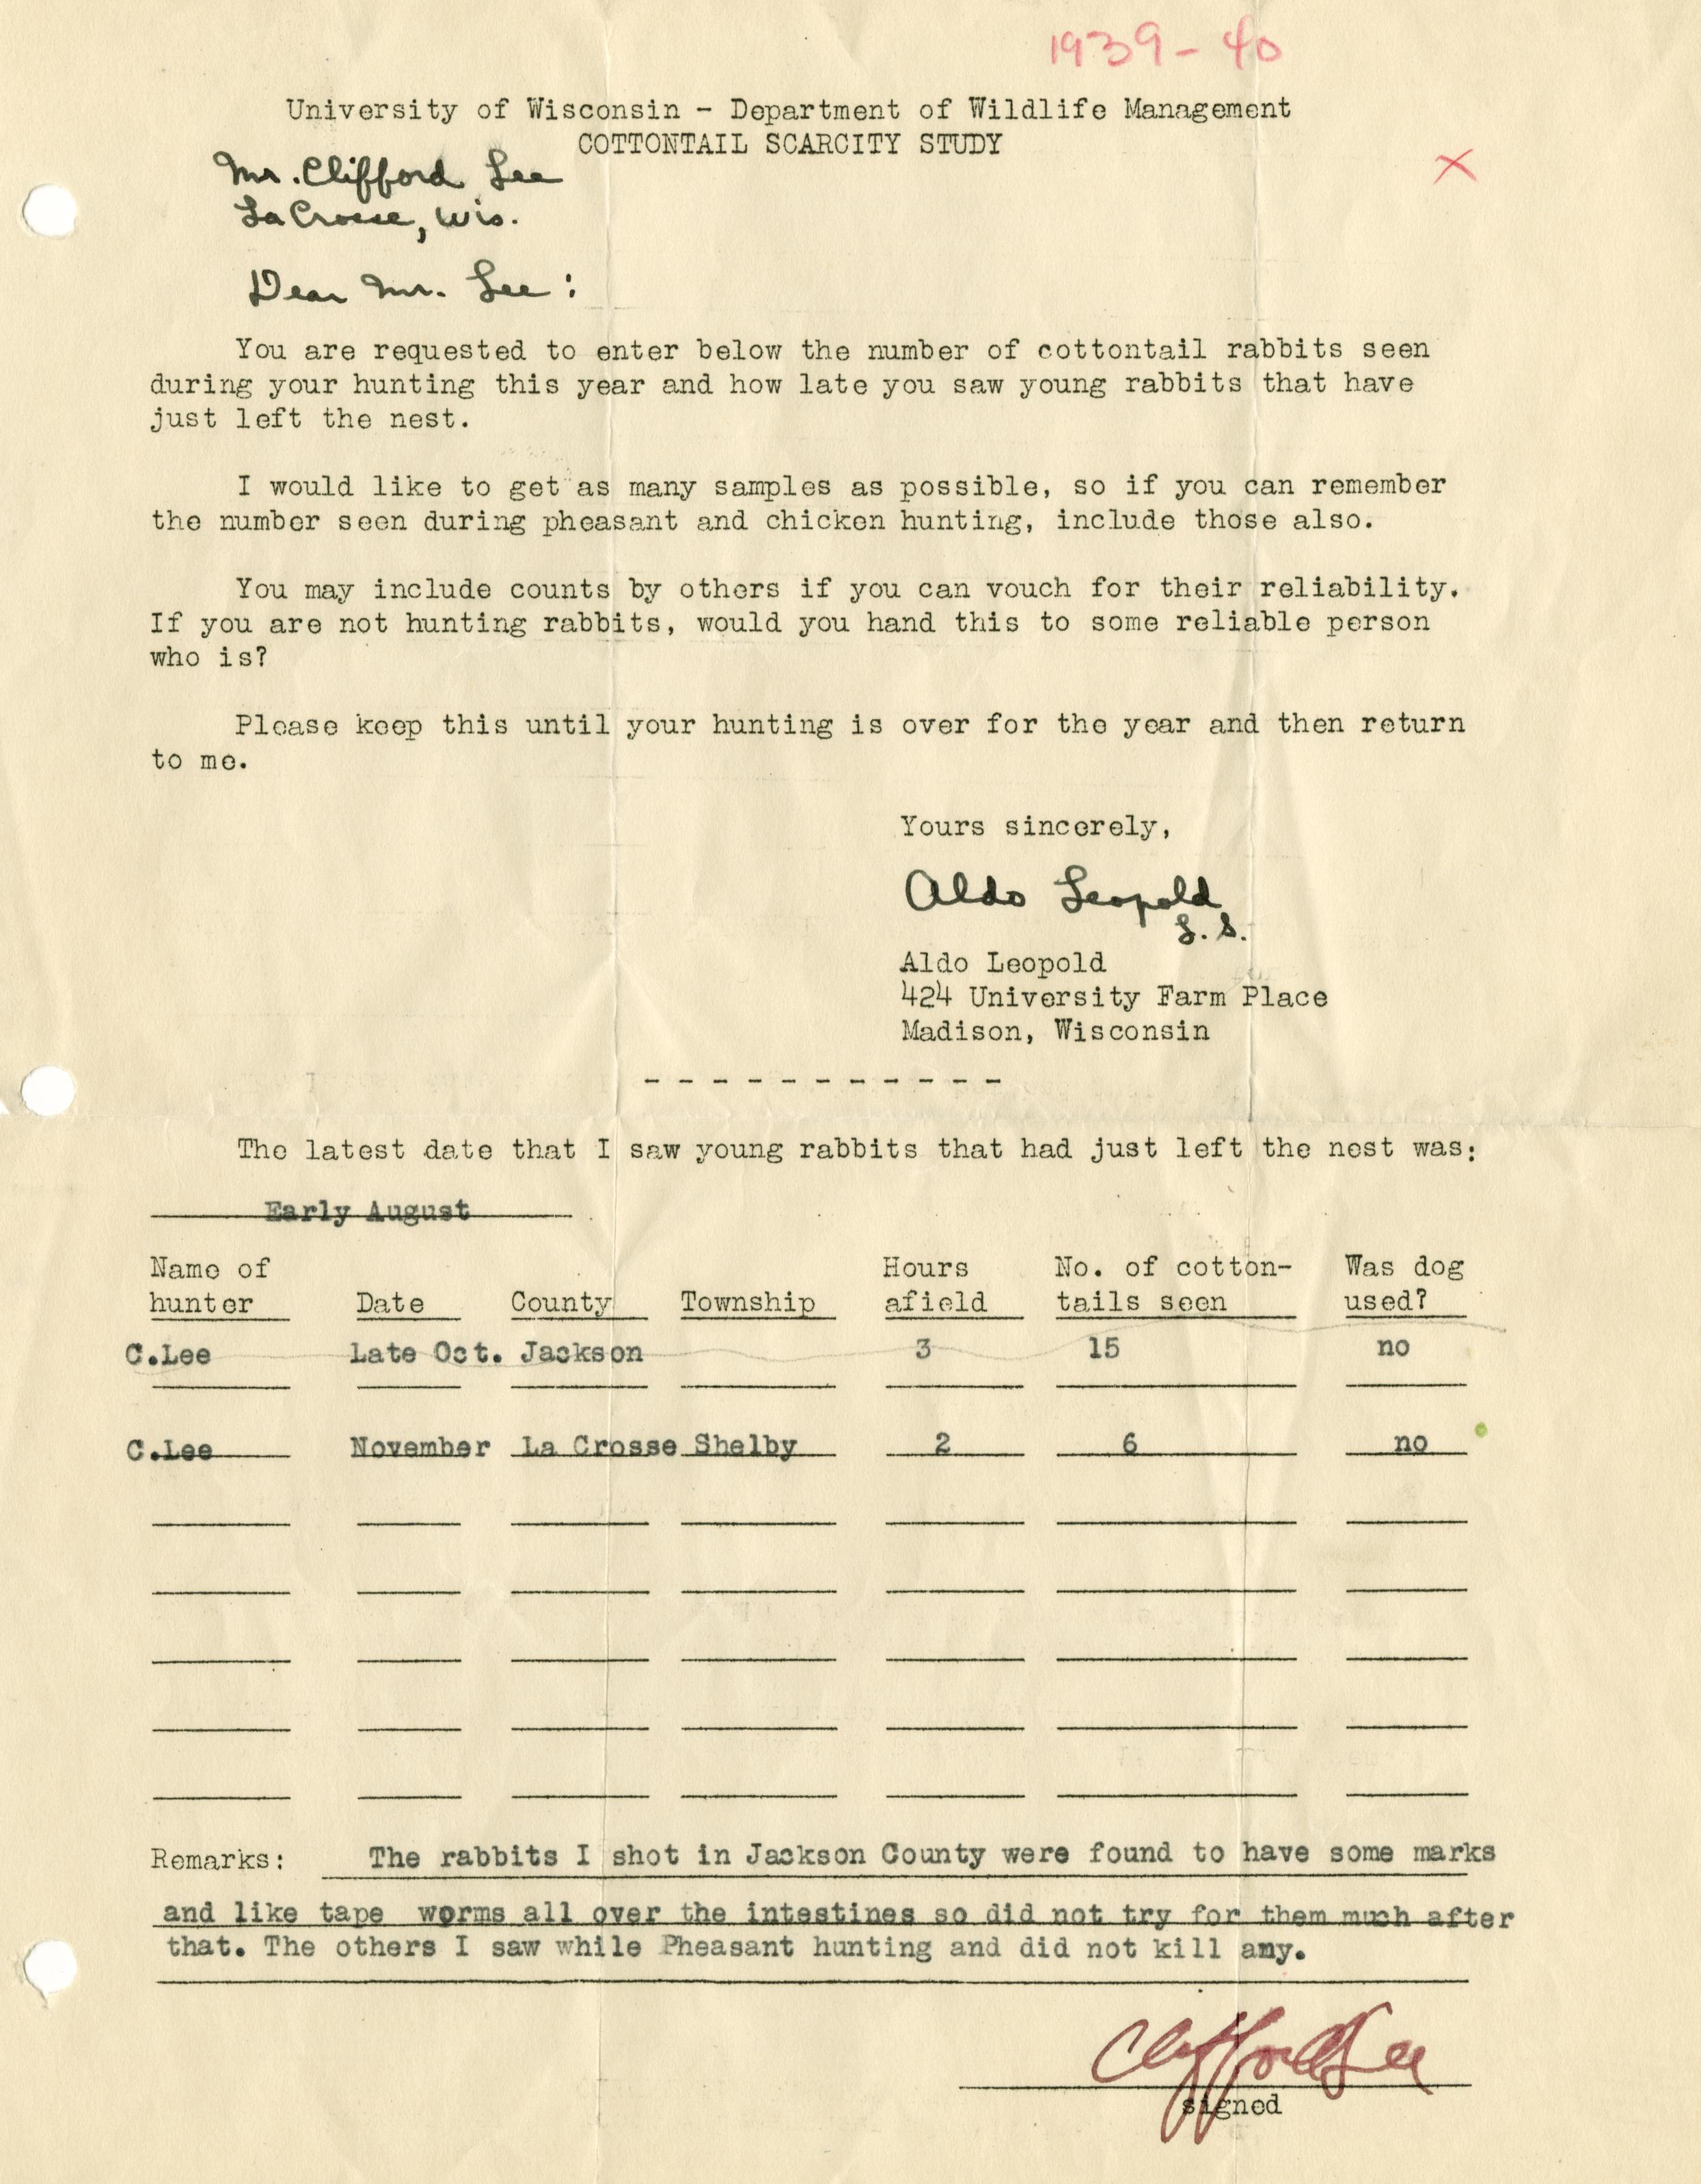 1939-40
University of Wisconsin - Department of Wildlife Management
COTTONTAIL SCARCITY STUDY
Mr. Clifford Lee
LaCrosse, Wis.
Dear Mr. Lee:
You are requested to enter below the number of cottontail rabbits seen
during your hunting this year and how late you saw young rabbits that have
just left the nest.
I would like to get as many samples as possible, so if you can remember
the number seen during pheasant and chicken hunting, include those also.
You may include counts by others if you can vouch for their reliability.
If you are not hunting rabbits, would you hand this to some reliable person
who is?
Please keep this until your hunting is over for the year and then return
to me.
Yours sincerely,
Aldo Leopold
L.S.
Aldo Leopold
424 University Farm Place
Madison, Wisconsin
- - - - - - - - - - -
The latest date that I saw young rabbits that had just left the nest was:
Early August
Name of Hours No. of cotton- Was dog
hunter Date County Township afield tails seen used?
C.Lee Late Oct. Jackson 3 15 no
C.Lee November La Crosse Shelby 2 6 no
Remarks: The rabbits I shot in Jackson County were found to have some marks
and like tape worms all over the intestines so did not try for them much after
that. The others I saw while Pheasant hunting and did not kill any.
Clifford Lee
signed